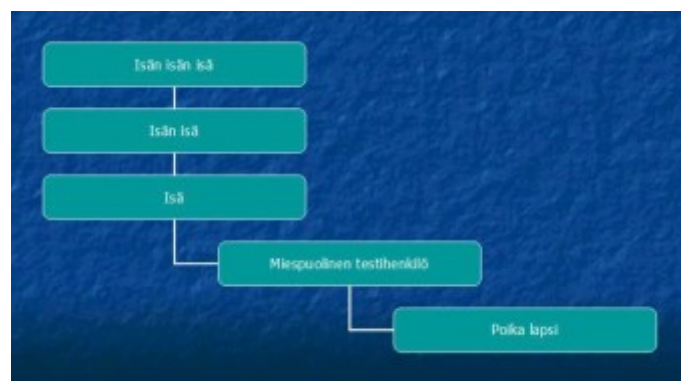 Isän isän isä
Isän isä
Isä
Miespuolinen testihenkilö
Poika lapsi